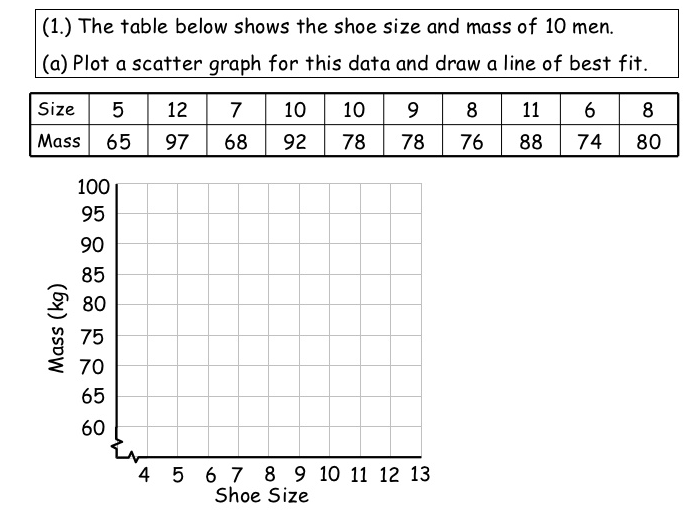 (1.) The table below shows the shoe size and mass of 10 men.
(a) Plot a scatter graph for this data and draw a line of best fit.
Size 5 12 7 10 10 9 8 11 6 8
Mass 65 97 68 92 78 78 76 88 74 80
100
95
90
85
80
75
70
65
60
Mass (kg)
4 5 6 7 8 9 10 11 12 13
Shoe Size